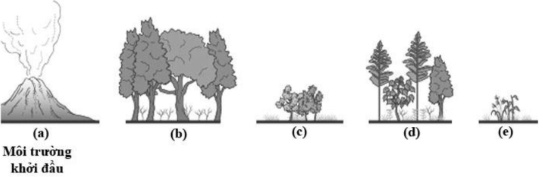 (a) (b) (c) (d) (e)
Môi trường
khởi đầu